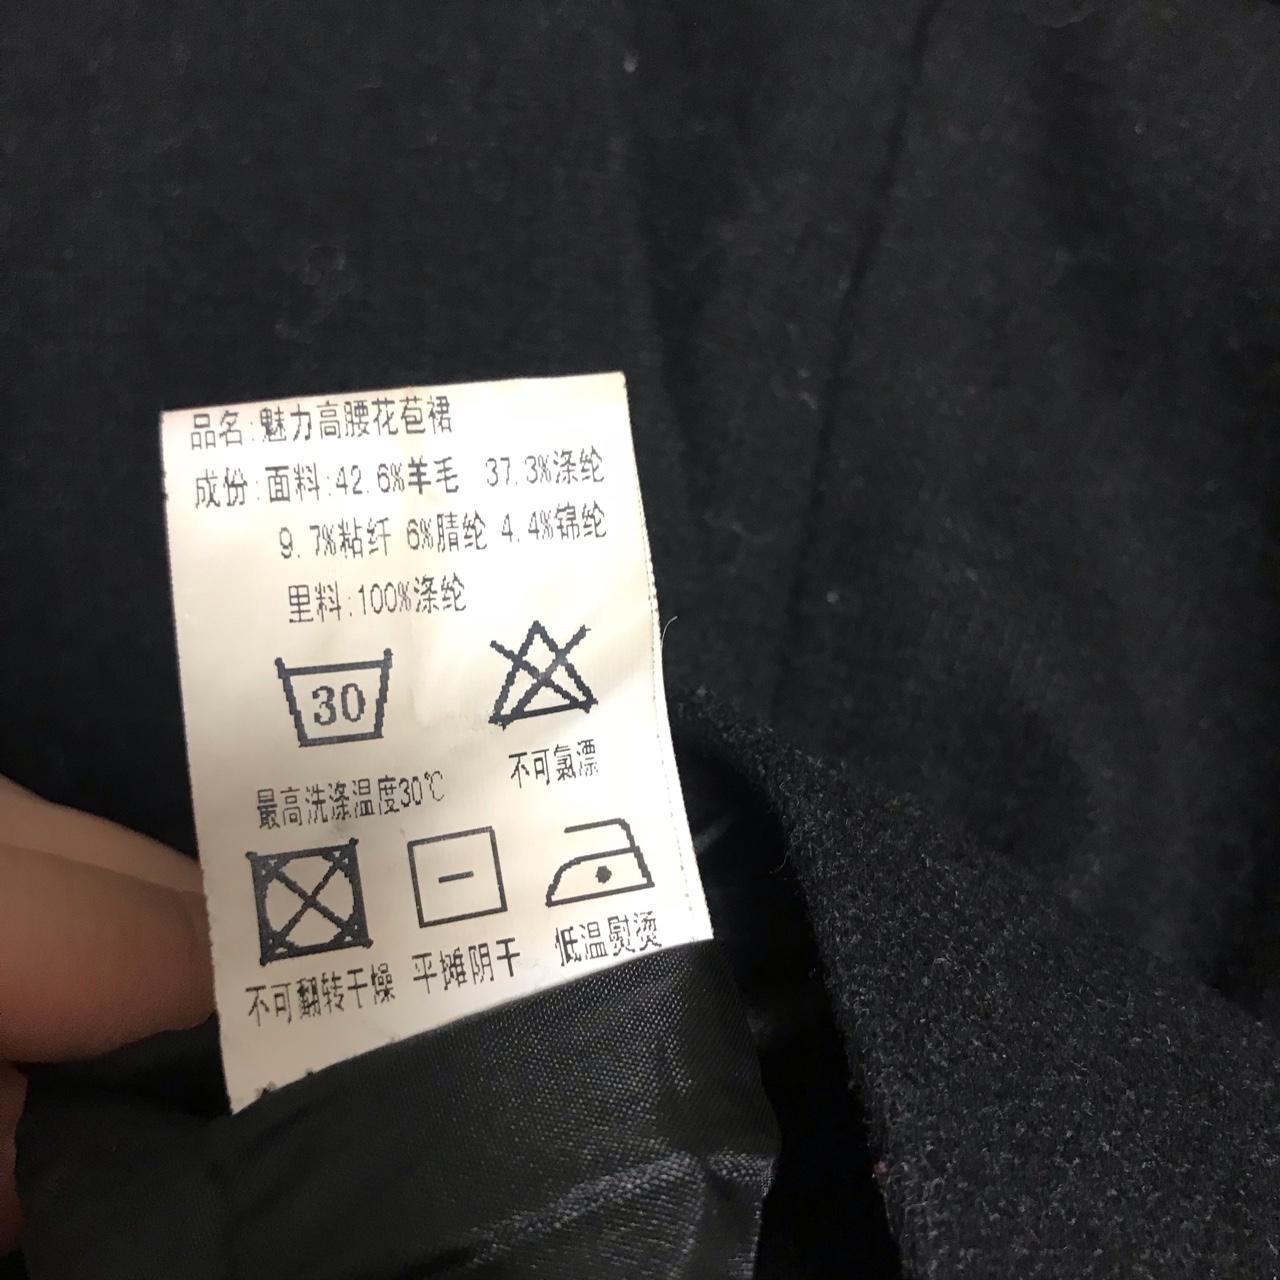 品名:魅力高腰花苞裙
成份:面料:42.6%羊毛 37.3%涤纶
9.7%粘纤 6%腈纶 4.4%锦纶
里料:100%涤纶
30
最高洗涤温度30℃
不可氯漂
不可翻转干燥
平摊阴干
低温熨烫